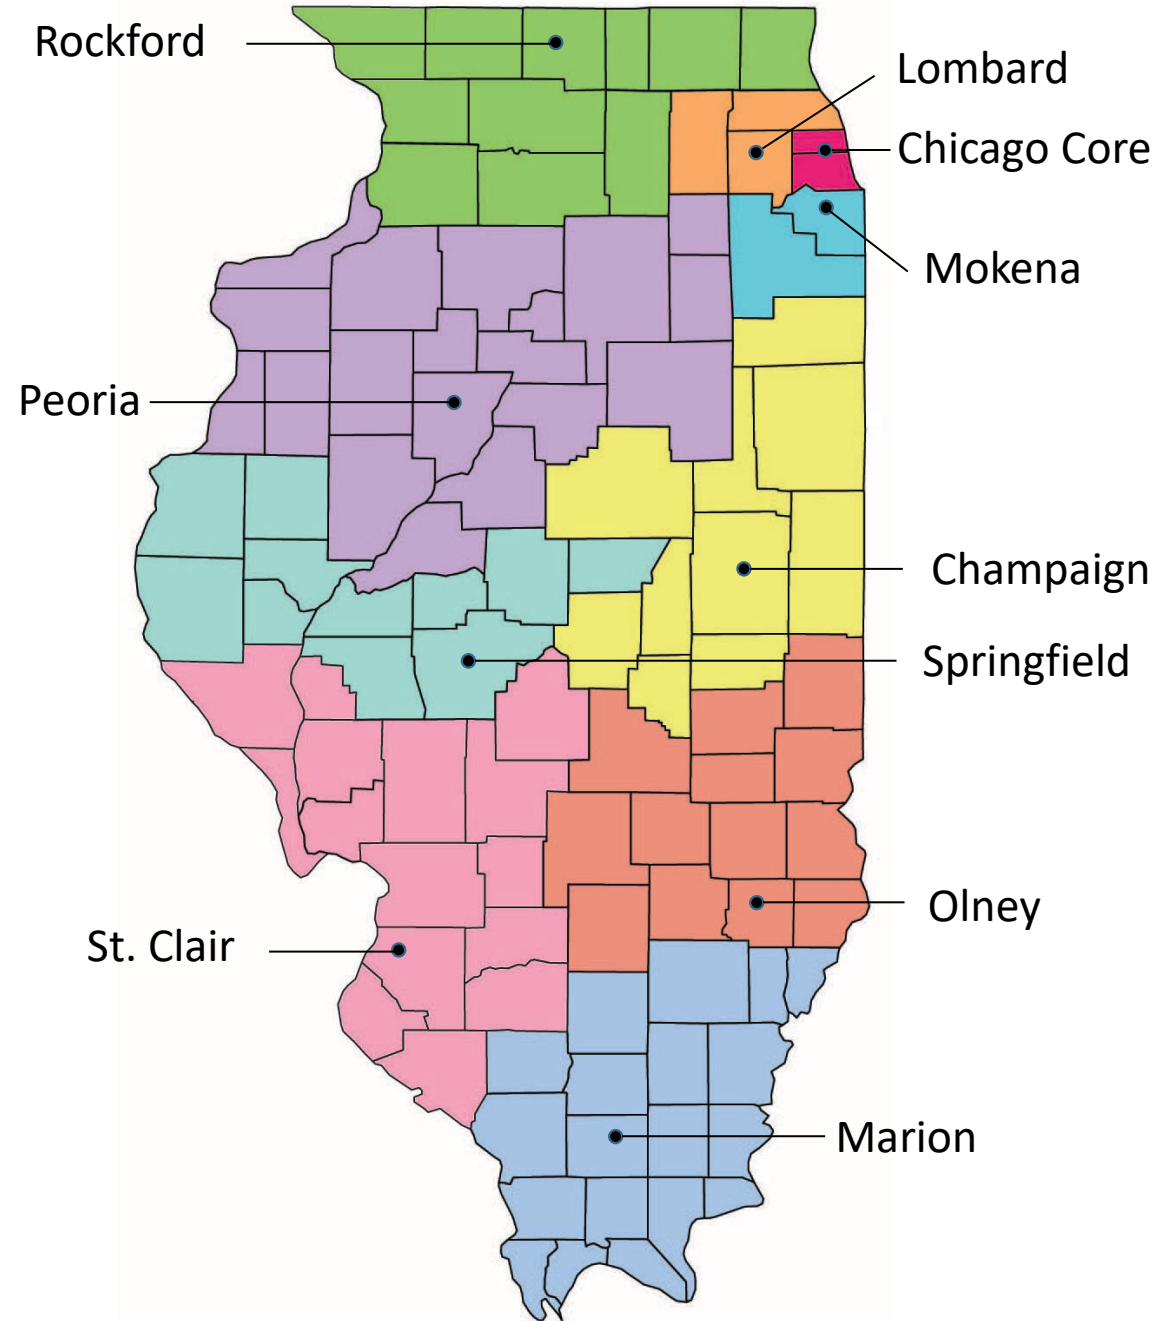 Rockford
Lombard
Chicago Core
Mokena
Peoria
Champaign
Springfield
Olney
St. Clair
Marion